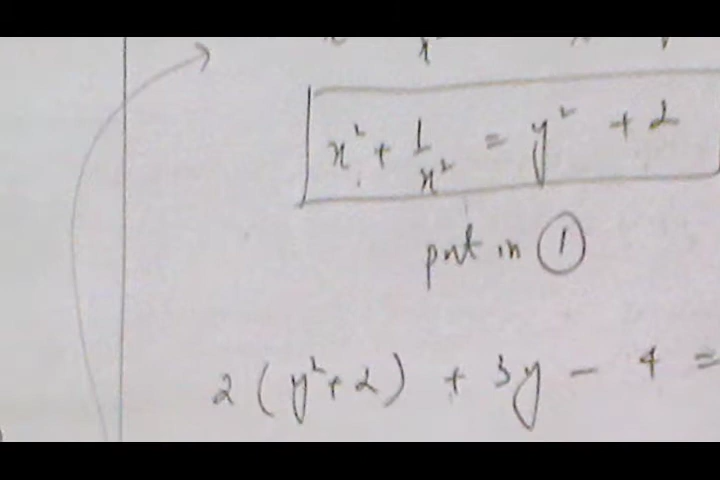 x² + 1/x² = y² + 2
put in ①
2(y²+2) + 3y - 4 =